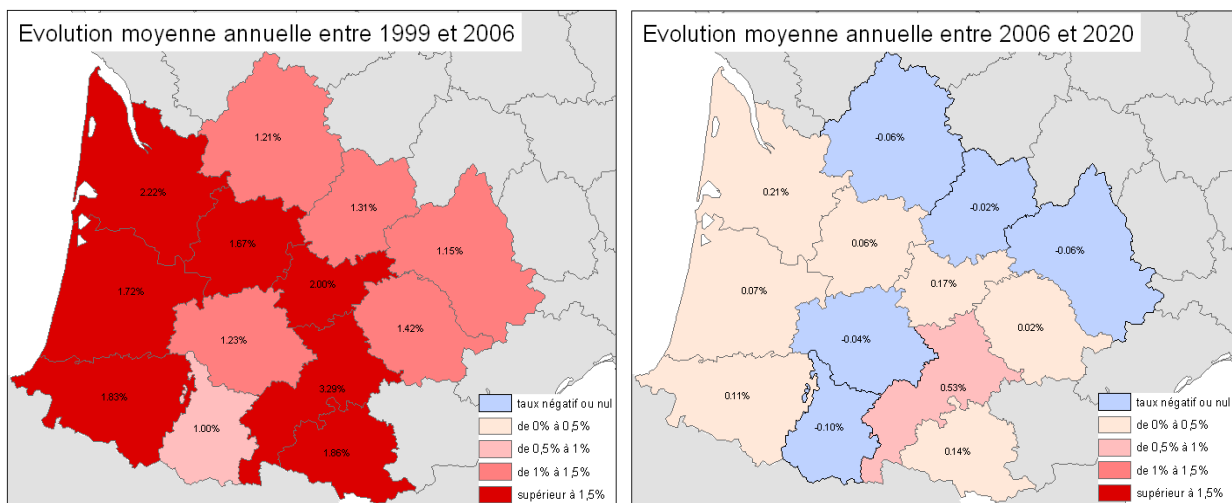 Evolution moyenne annuelle entre 1999 et 2006
1.21%
2.22%
1.31%
1.67%
1.15%
2.00%
1.72%
1.42%
1.23%
3.29%
1.83%
1.00%
1.86%
taux négatif ou nul
de 0% à 0,5%
de 0,5% à 1%
de 1% à 1,5%
supérieur à 1,5%
Evolution moyenne annuelle entre 2006 et 2020
-0.06%
0.21%
-0.02%
0.06%
-0.06%
0.17%
0.07%
0.02%
-0.04%
0.53%
0.11%
-0.10%
0.14%
taux négatif ou nul
de 0% à 0,5%
de 0,5% à 1%
de 1% à 1,5%
supérieur à 1,5%